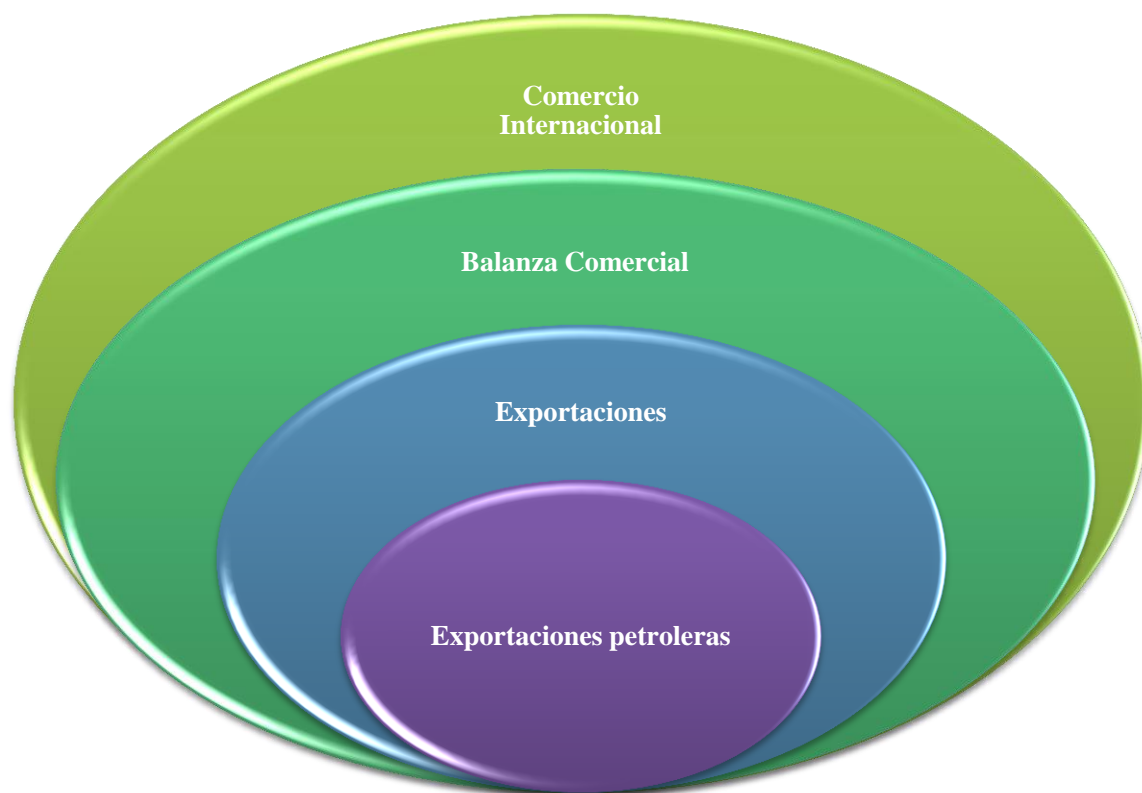 Comercio
Internacional
Balanza Comercial
Exportaciones
Exportaciones petroleras